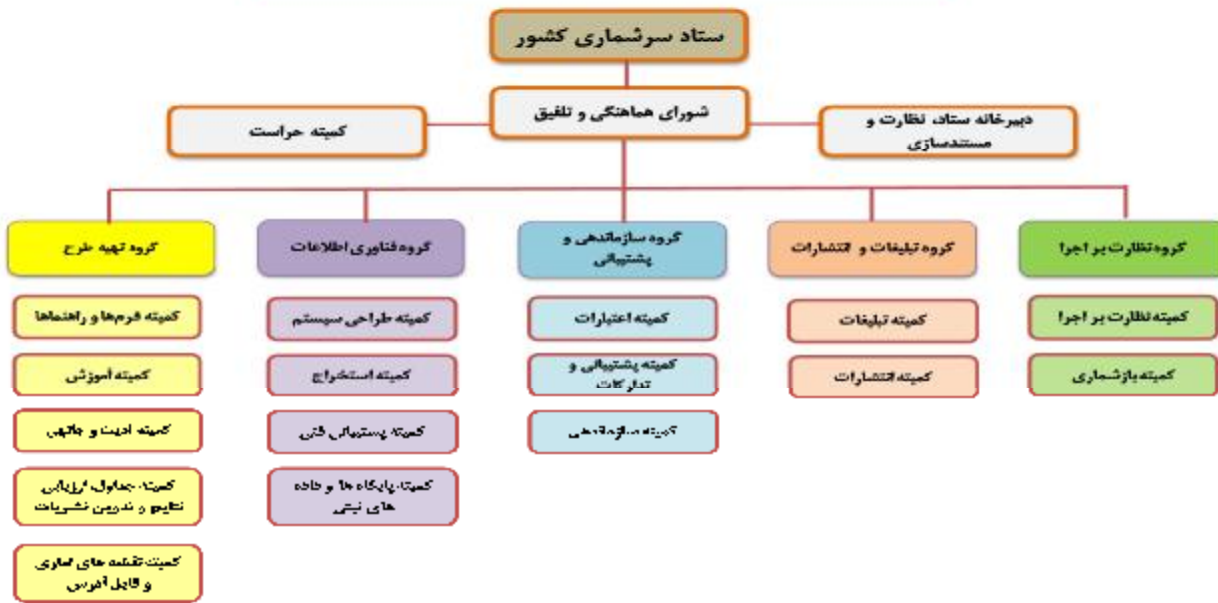 ستاد سرشماری کشور
شورای هماهنگی و تلفیق
دبیرخانه ستاد، نظارت و
مستندسازی
کمیته حراست
گروه نظارت بر اجرا
کمیته نظارت بر اجرا
کمیته بازشماری
گروه تبلیغات و انتشارات
کمیته تبلیغات
کمیته انتشارات
گروه سازماندهی و
پشتیبانی
کمیته اعتبارات
کمیته پشتیبانی و
تدارکات
کمیته سازماندهی
گروه فناوری اطلاعات
کمیته طراحی سیستم
کمیته استخراج
کمیته پشتیبانی فنی
کمیته پایگاه ها و داده
های ثبتی
گروه تهیه طرح
کمیته فرم‌ها و راهنماها
کمیته آموزش
کمیته و
کمیته جداول، ارزیابی
نتایج و تدوین نشریات
کمیته نقشه های آماری
و فایل آدرس